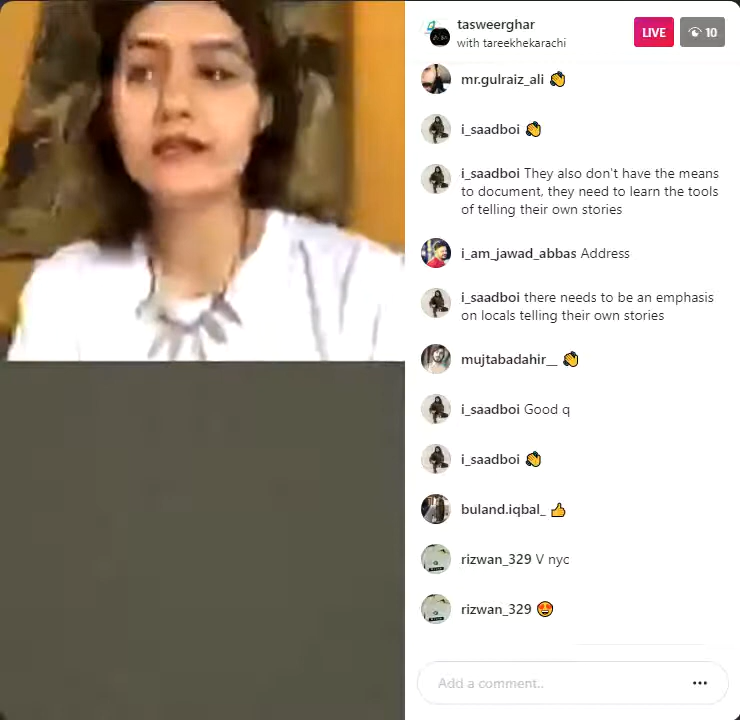 tasweerghar
with tareekhekarachi
LIVE
10
mr.gulraiz_ali 👏
i_saadboi 👏
i_saadboi They also don't have the means
to document, they need to learn the tools
of telling their own stories
i_am_jawad_abbas Address
i_saadboi there needs to be an emphasis
on locals telling their own stories
mujtabadahir__ 👏
i_saadboi Good q
i_saadboi 👏
buland.iqbal_ 👍
rizwan_329 V nyc
rizwan_329 😍
Add a comment..